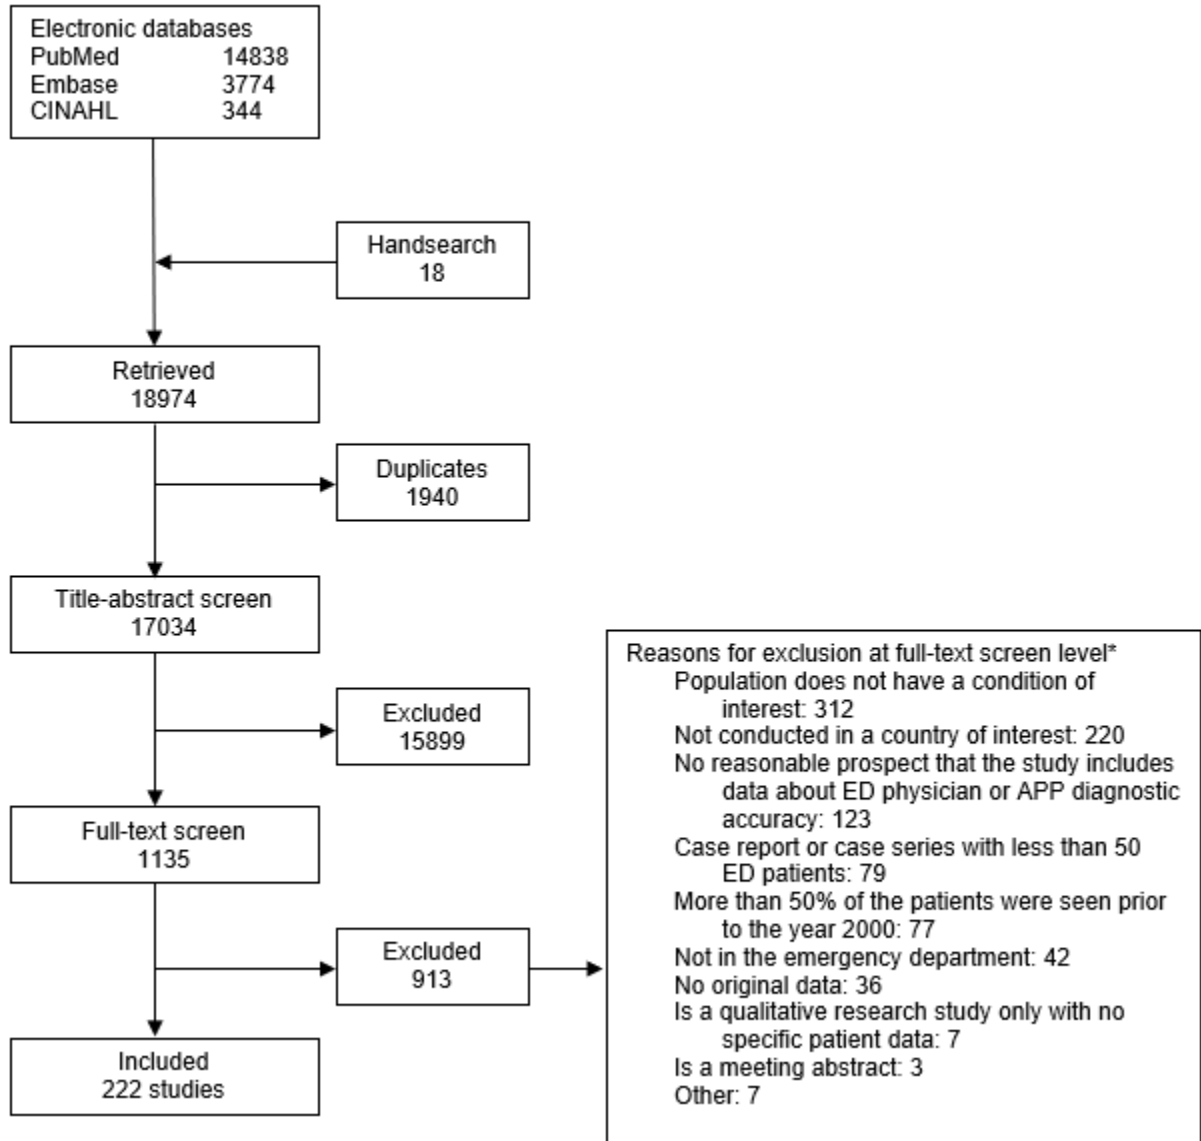 Electronic databases
PubMed 14838
Embase 3774
CINAHL 344
Handsearch
18
Retrieved
18974
Duplicates
1940
Title-abstract screen
17034
Excluded
15899
Full-text screen
1135
Excluded
913
Reasons for exclusion at full-text screen level*
Population does not have a condition of
interest: 312
Not conducted in a country of interest: 220
No reasonable prospect that the study includes
data about ED physician or APP diagnostic
accuracy: 123
Case report or case series with less than 50
ED patients: 79
More than 50% of the patients were seen prior
to the year 2000: 77
Not in the emergency department: 42
No original data: 36
Is a qualitative research study only with no
specific patient data: 7
Is a meeting abstract: 3
Other: 7
Included
222 studies